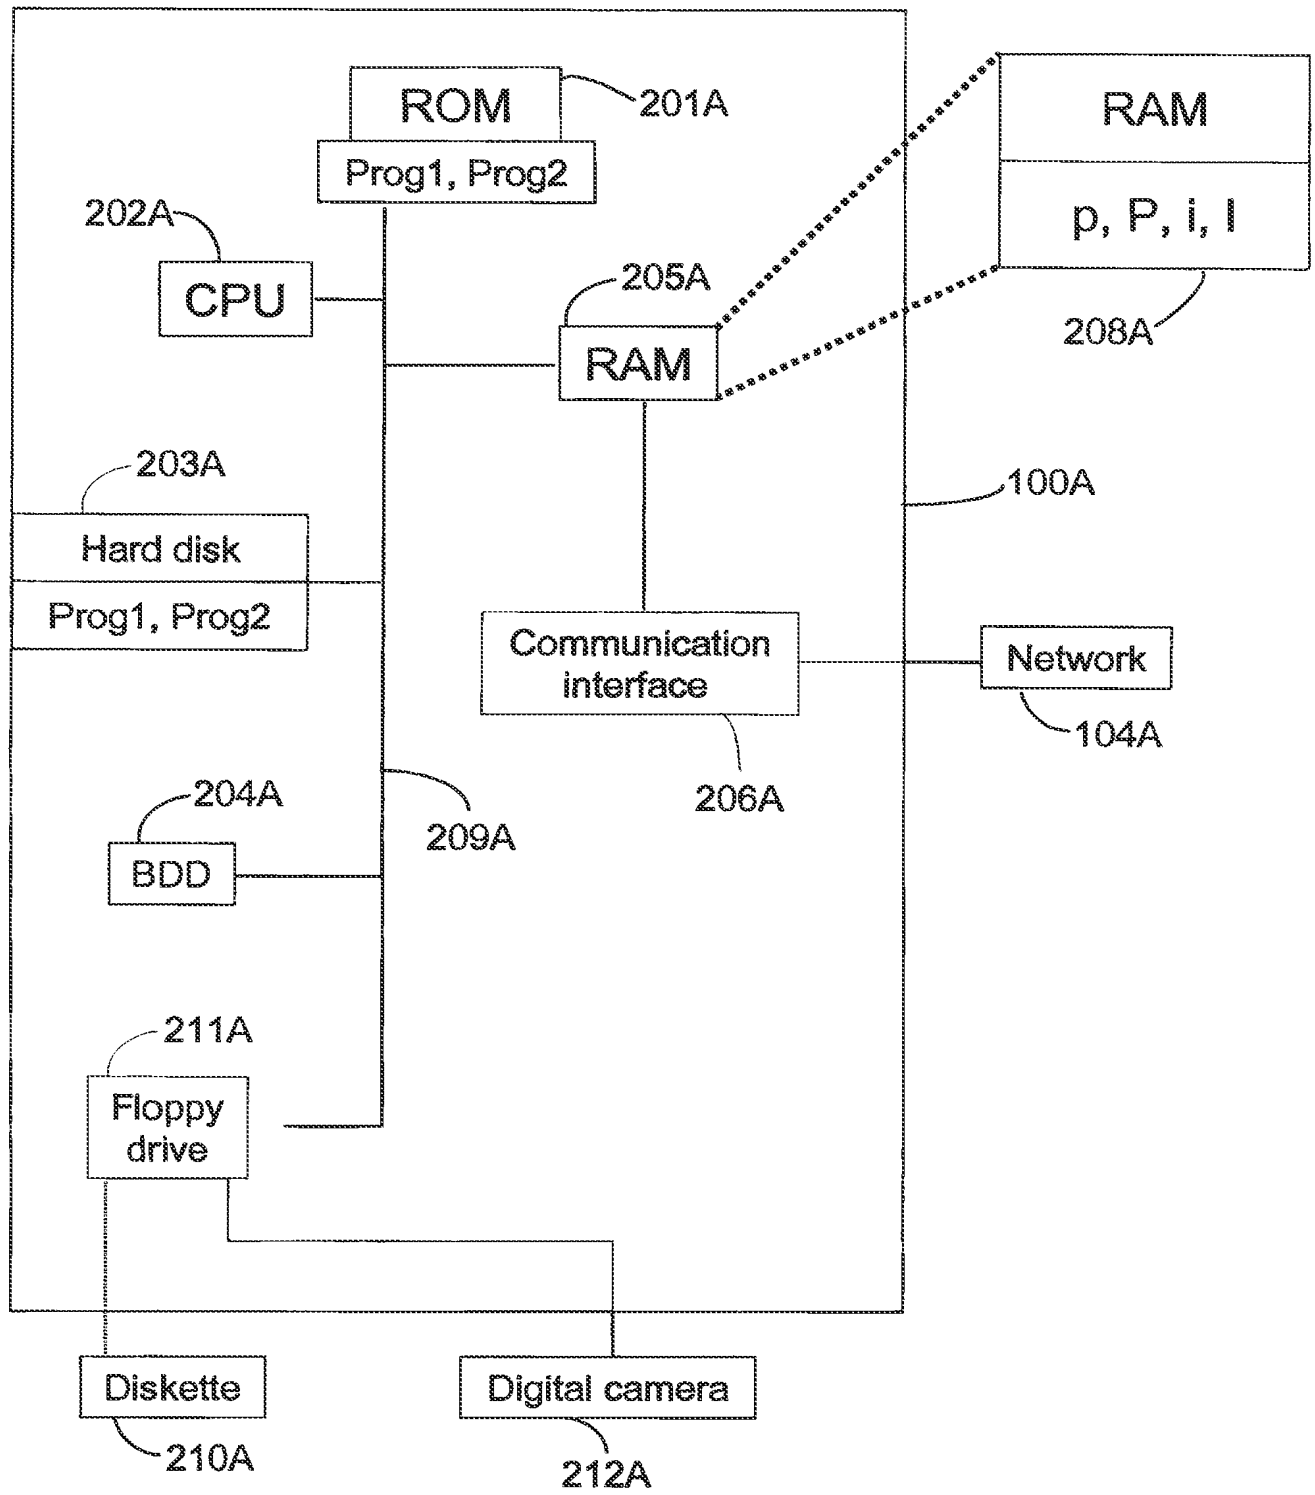 ROM
201A
RAM
Prog1, Prog2
202A
p, P, i, I
CPU
205A
208A
RAM
203A
100A
Hard disk
Prog1, Prog2
Communication
interface
Network
104A
204A
206A
209A
BDD
211A
Floppy
drive
Diskette
Digital camera
210A
212A